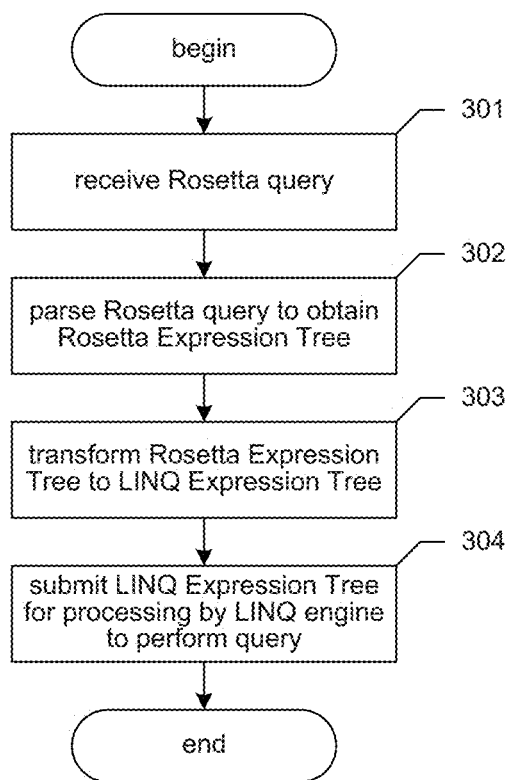 begin
301
receive Rosetta query
302
parse Rosetta query to obtain
Rosetta Expression Tree
303
transform Rosetta Expression
Tree to LINQ Expression Tree
304
submit LINQ Expression Tree
for processing by LINQ engine
to perform query
end